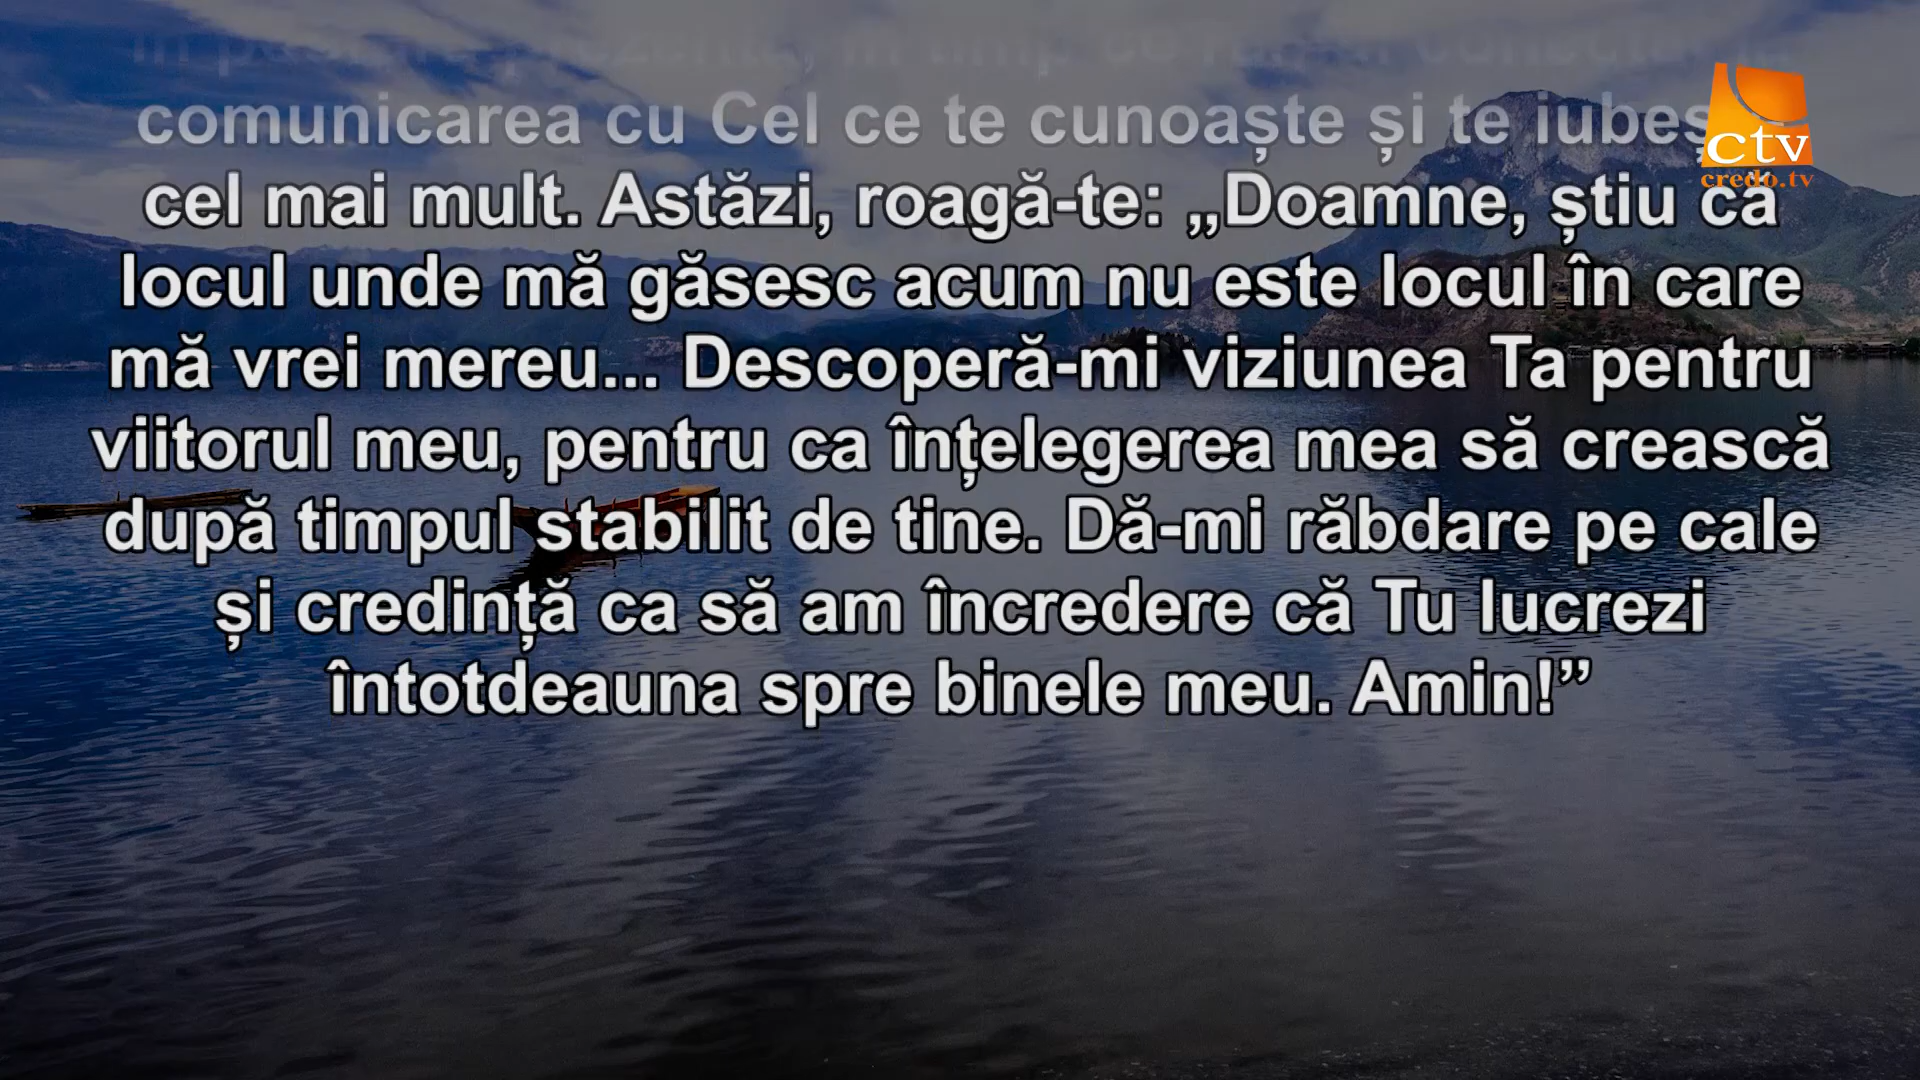 comunicarea cu Cel ce te cunoaște și te
cel mai mult. Astăzi, roagă-te: „Doamne, știu că
locul unde mă găsesc acum nu este locul în care
mă vrei mereu... Descoperă-mi viziunea Ta pentru
viitorul meu, pentru ca înțelegerea mea să crească
după timpul stabilit de tine. Dă-mi răbdare pe cale
și credință ca să am încredere că Tu lucrezi
întotdeauna spre binele meu. Amin!”
ctv
credo.tv